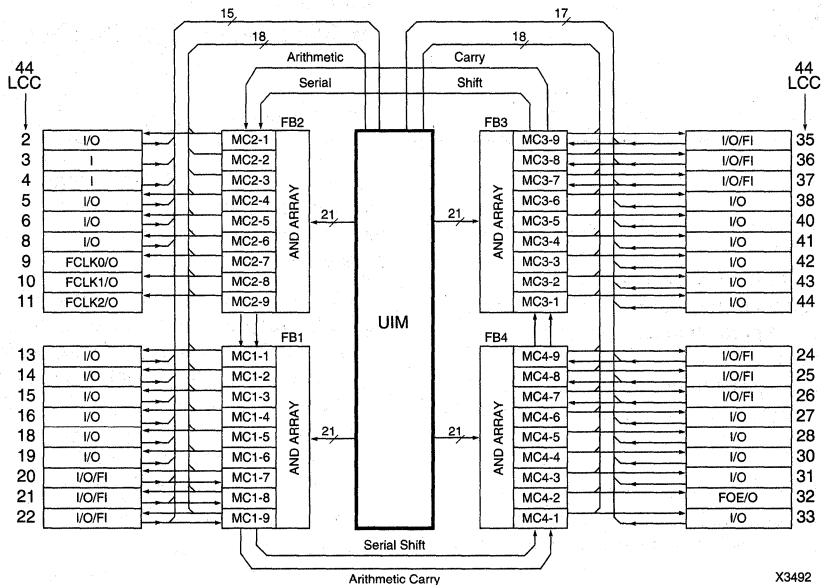 15 17
18 18
Arithmetic Carry
44 LCC
44 LCC
Serial Shift
FB2 FB3
2 I/O MC2-1 MC3-9 I/O/FI 35
3 I MC2-2 MC3-8 I/O/FI 36
4 I MC2-3 MC3-7 I/O/FI 37
5 I/O MC2-4 MC3-6 I/O 38
6 I/O MC2-5 MC3-5 I/O 40
8 I/O MC2-6 MC3-4 I/O 41
9 FCLK0/O MC2-7 MC3-3 I/O 42
10 FCLK1/O MC2-8 MC3-2 I/O 43
11 FCLK2/O MC2-9 MC3-1 I/O 44
AND ARRAY 21 21 AND ARRAY
UIM
FB1 FB4
13 I/O MC1-1 MC4-9 I/O/FI 24
14 I/O MC1-2 MC4-8 I/O/FI 25
15 I/O MC1-3 MC4-7 I/O/FI 26
16 I/O MC1-4 MC4-6 I/O 27
18 I/O MC1-5 MC4-5 I/O 28
19 I/O MC1-6 MC4-4 I/O 30
20 I/O/FI MC1-7 MC4-3 I/O 31
21 I/O/FI MC1-8 MC4-2 FOE/O 32
22 I/O/FI MC1-9 MC4-1 I/O 33
AND ARRAY 21 21 AND ARRAY
Serial Shift
Arithmetic Carry
X3492